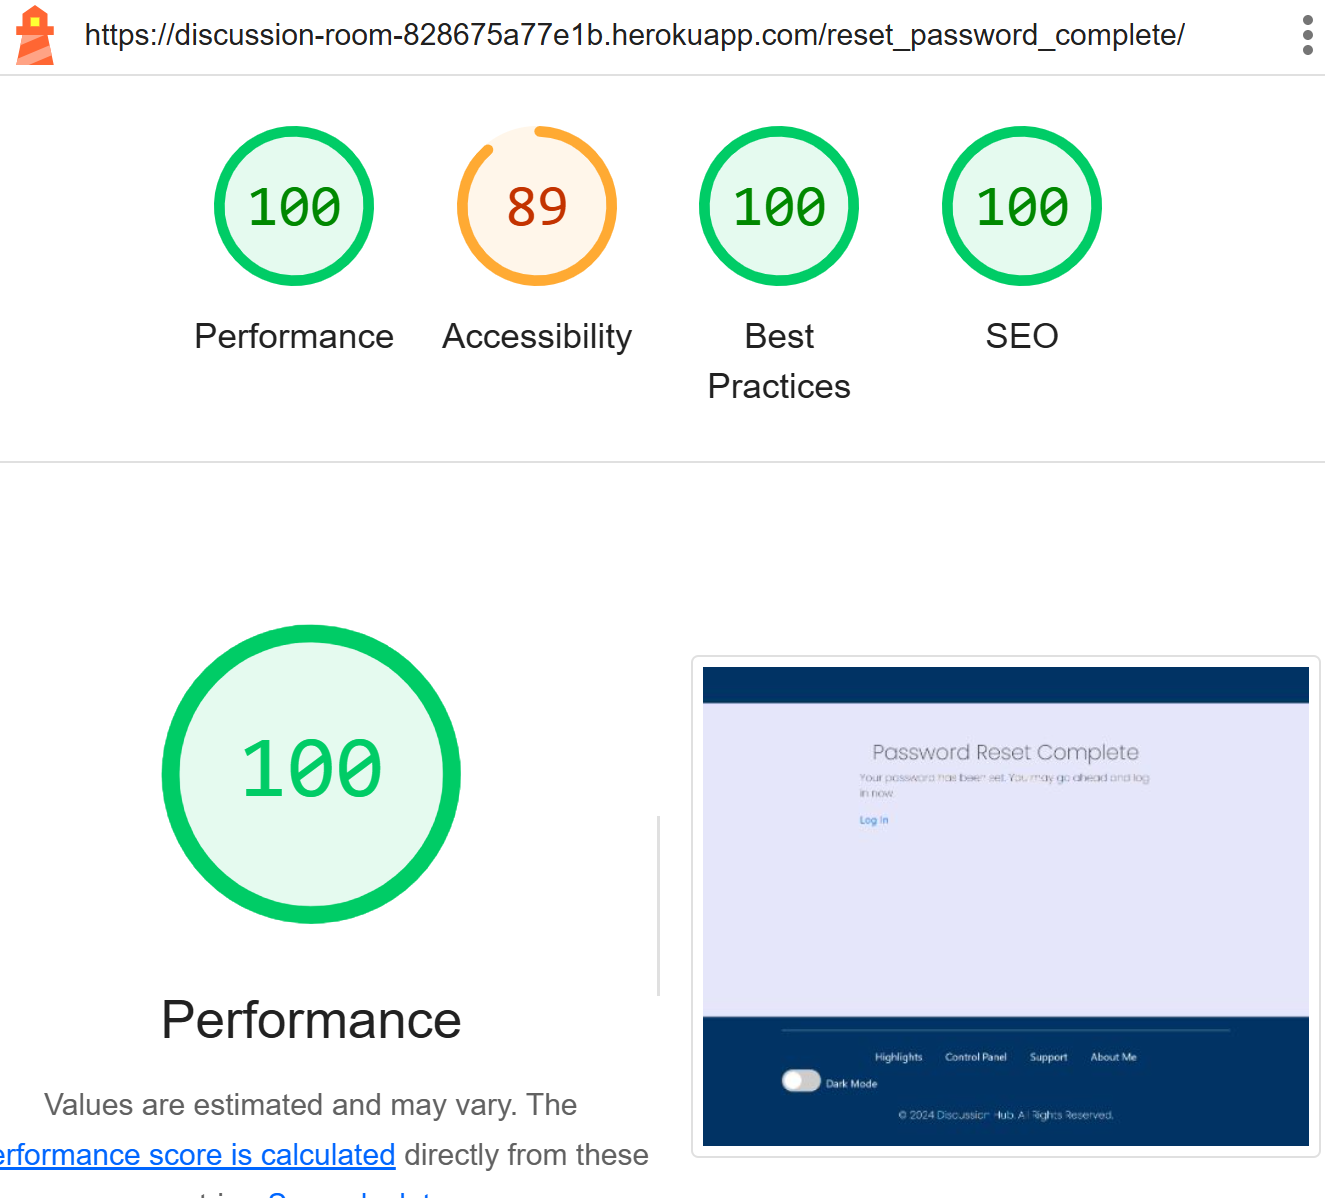 https://discussion-room-828675a77e1b.herokuapp.com/reset_password_complete/
100
89
100
100
Performance
Accessibility
Best
Practices
SEO
100
Performance
Values are estimated and may vary. The
erformance score is calculated directly from these
Password Reset Complete
Your password has been set. You may go ahead and log
in now.
Log In
Highlights
Control Panel
Support
About Me
Dark Mode
© 2024 Discussion Hub. All Rights Reserved.